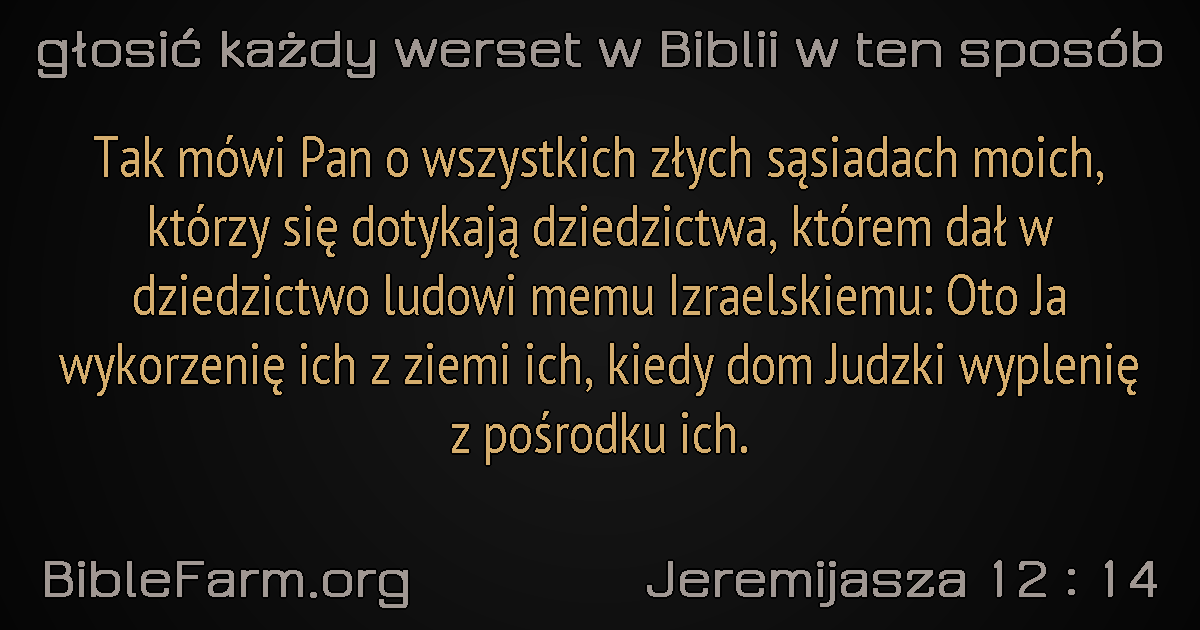 głosić każdy werset w Biblii w ten sposób
Tak mówi Pan o wszystkich złych sąsiadach moich,
którzy się dotykają dziedzictwa, którem dał w
dziedzictwo ludowi memu Izraelskiemu: Oto Ja
wykorzenię ich z ziemi ich, kiedy dom Judzki wyplenię
z pośrodku ich.
BibleFarm.org
Jeremijasza 12 : 14